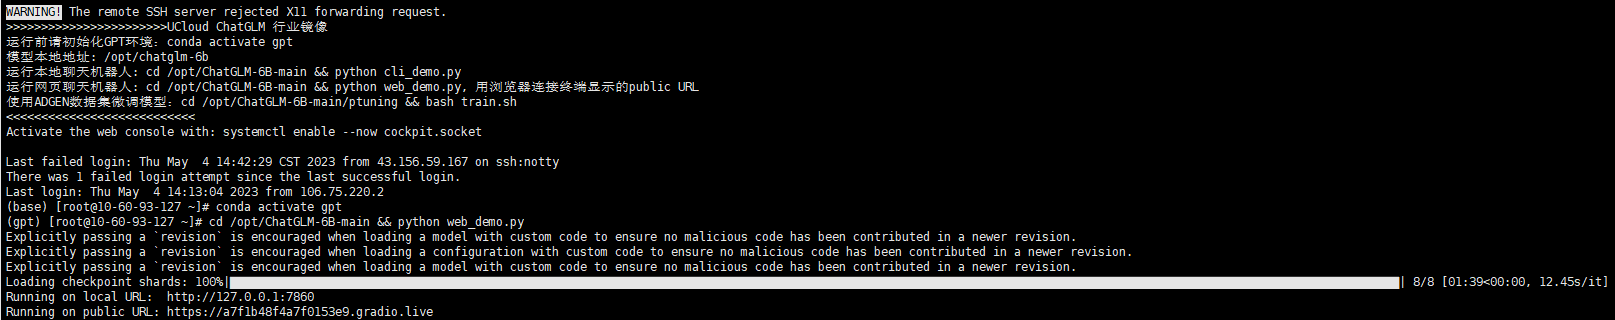 WARNING! The remote SSH server rejected X11 forwarding request.
>>>>>>>>>>>>>>>>>>>>>>>UCloud ChatGLM 行业镜像
运行前请初始化GPT环境: conda activate gpt
模型本地地址: /opt/chatglm-6b
运行本地聊天机器人: cd /opt/ChatGLM-6B-main && python cli_demo.py
运行网页聊天机器人: cd /opt/ChatGLM-6B-main && python web_demo.py, 用浏览器连接终端显示的public URL
使用ADGEN数据集微调模型: cd /opt/ChatGLM-6B-main/ptuning && bash train.sh
<<<<<<<<<<<<<<<<<<<<<<<<<<<
Activate the web console with: systemctl enable --now cockpit.socket
Last failed login: Thu May  4 14:42:29 CST 2023 from 43.156.59.167 on ssh:notty
There was 1 failed login attempt since the last successful login.
Last login: Thu May  4 14:13:04 2023 from 106.75.220.2
(base) [root@10-60-93-127 ~]# conda activate gpt
(gpt) [root@10-60-93-127 ~]# cd /opt/ChatGLM-6B-main && python web_demo.py
Explicitly passing a `revision` is encouraged when loading a model with custom code to ensure no malicious code has been contributed in a newer revision.
Explicitly passing a `revision` is encouraged when loading a configuration with custom code to ensure no malicious code has been contributed in a newer revision.
Explicitly passing a `revision` is encouraged when loading a model with custom code to ensure no malicious code has been contributed in a newer revision.
Loading checkpoint shards: 100%| | 8/8 [01:39<00:00, 12.45s/it]
Running on local URL:  http://127.0.0.1:7860
Running on public URL: https://a7f1b48f4a7f0153e9.gradio.live